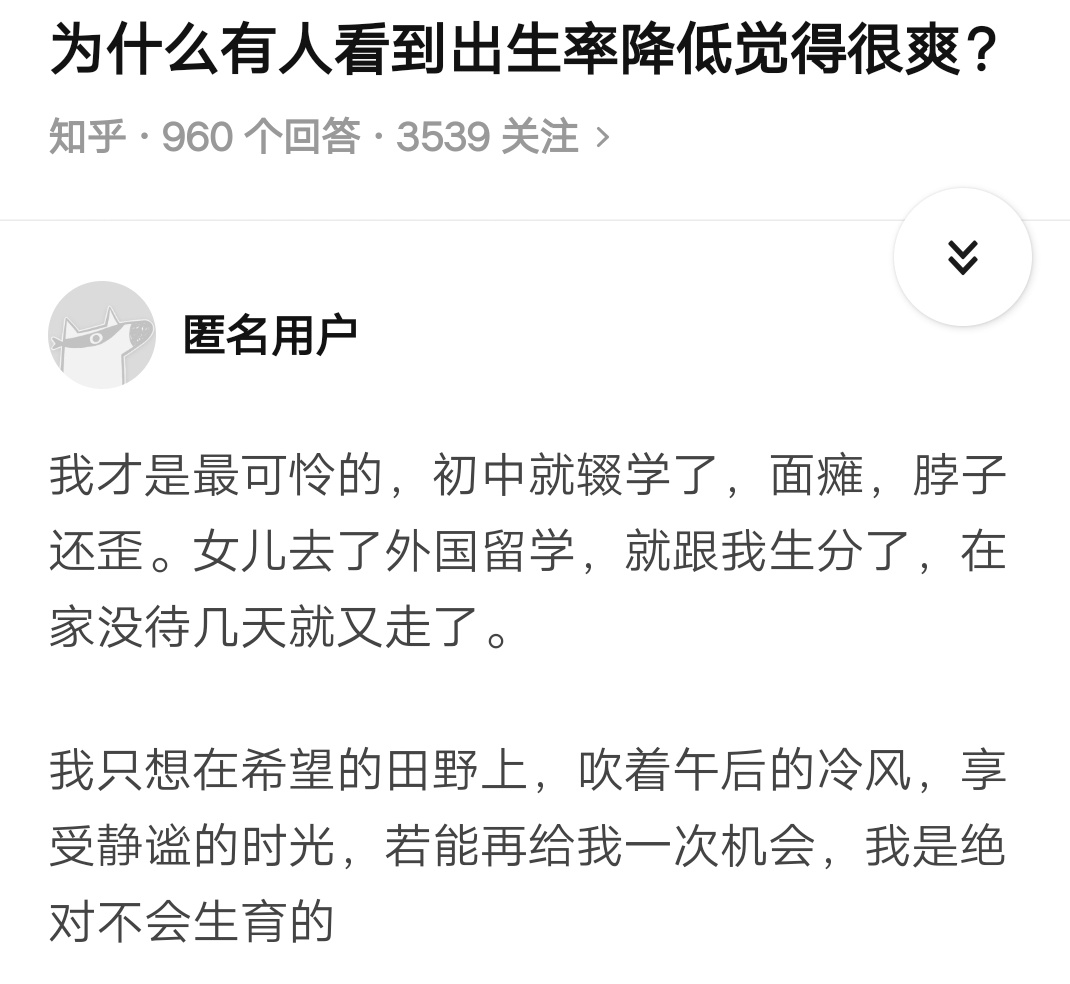 为什么有人看到出生率降低觉得很爽?
知乎 · 960 个回答 · 3539 关注 >
匿名用户
我才是最可怜的，初中就辍学了，面瘫，脖子
还歪。女儿去了外国留学，就跟我生分了，在
家没待几天就又走了。
我只想在希望的田野上，吹着午后的冷风，享
受静谧的时光，若能再给我一次机会，我是绝
对不会生育的